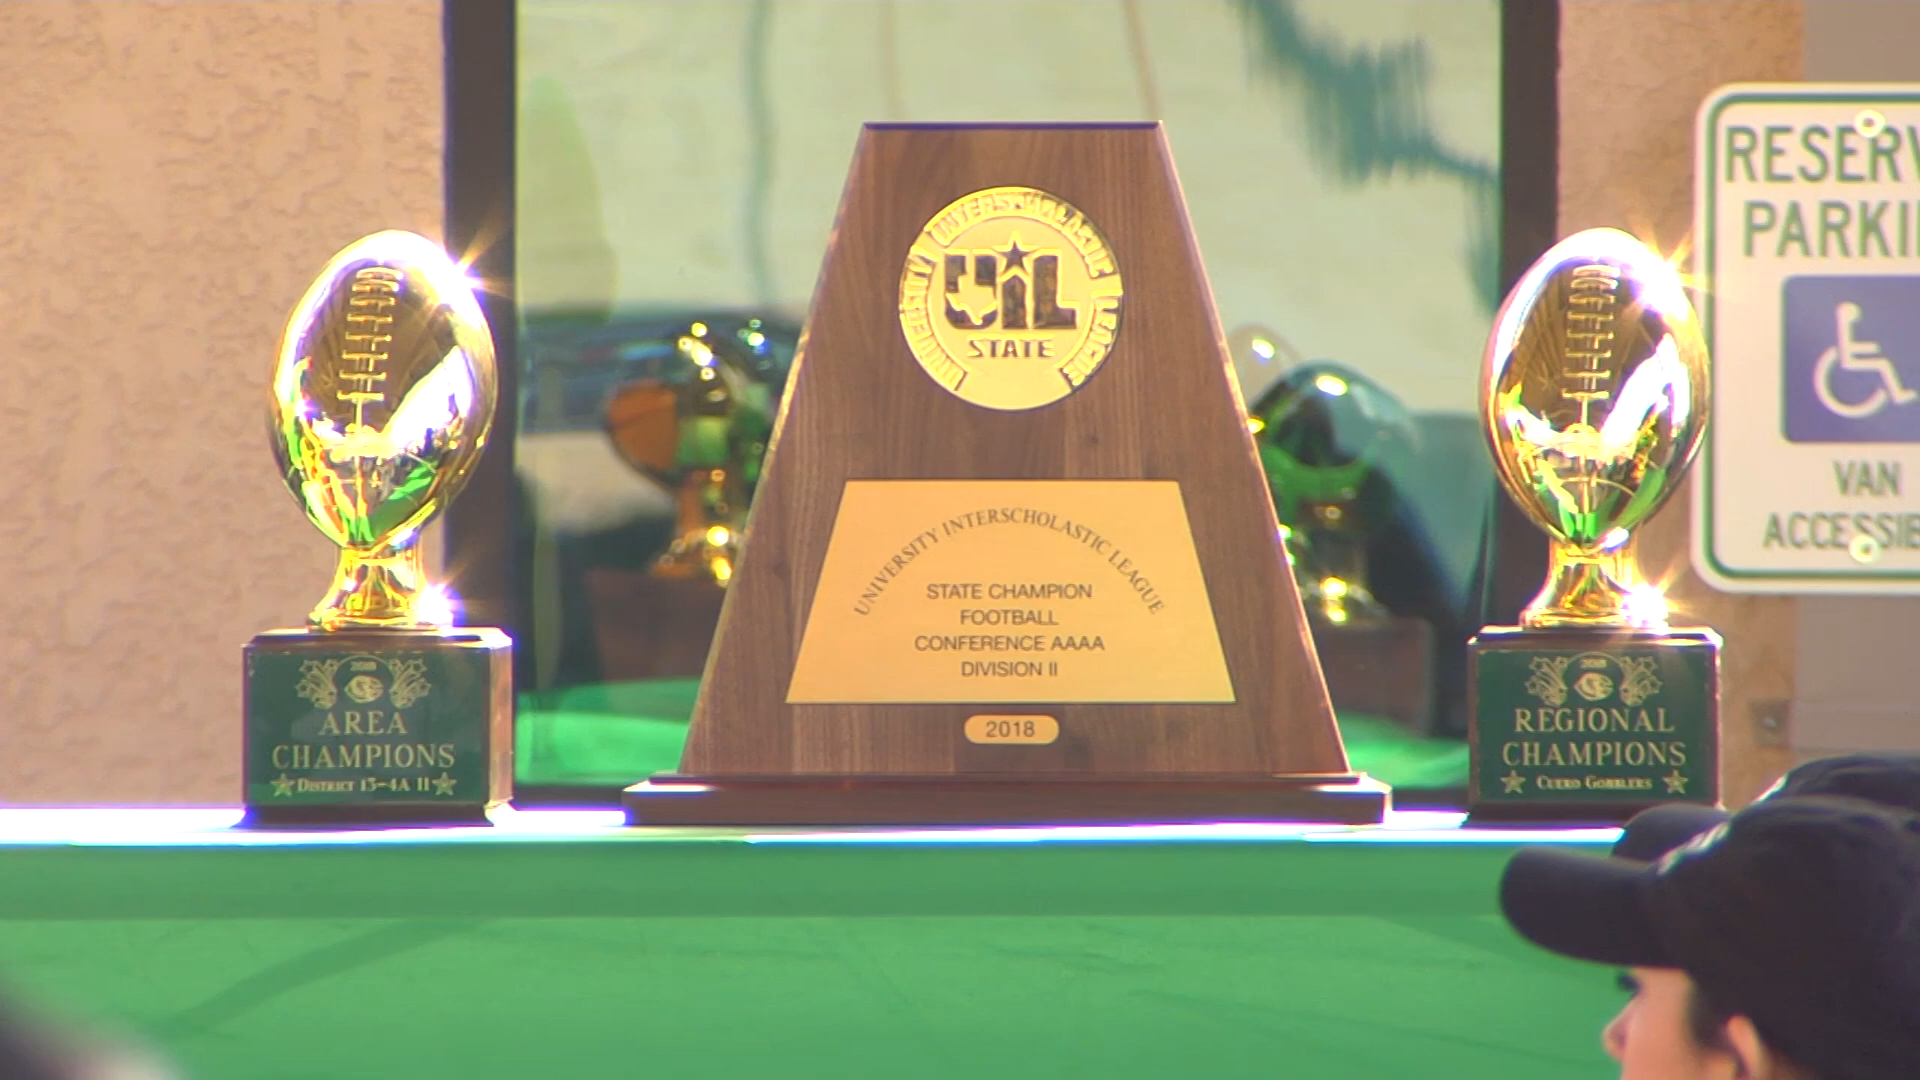 2018
AREA
CHAMPIONS
DISTRICT 13-4A II
UNIVERSITY INTERSCHOLASTIC LEAGUE
UIL
STATE
UNIVERSITY INTERSCHOLASTIC LEAGUE
STATE CHAMPION
FOOTBALL
CONFERENCE AAAA
DIVISION II
2018
2018
REGIONAL
CHAMPIONS
CUERO GOBBLERS
RESERV
PARKI
VAN
ACCESSIB